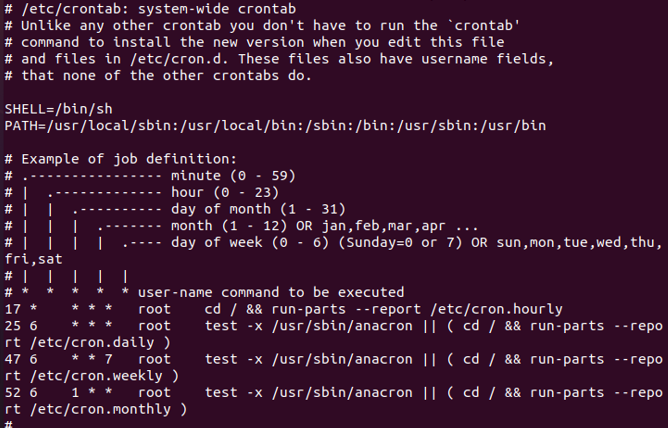 # /etc/crontab: system-wide crontab
# Unlike any other crontab you don't have to run the `crontab'
# command to install the new version when you edit this file
# and files in /etc/cron.d. These files also have username fields,
# that none of the other crontabs do.

SHELL=/bin/sh
PATH=/usr/local/sbin:/usr/local/bin:/sbin:/bin:/usr/sbin:/usr/bin

# Example of job definition:
# .---------------- minute (0 - 59)
# |  .------------- hour (0 - 23)
# |  |  .---------- day of month (1 - 31)
# |  |  |  .------- month (1 - 12) OR jan,feb,mar,apr ...
# |  |  |  |  .---- day of week (0 - 6) (Sunday=0 or 7) OR sun,mon,tue,wed,thu,
fri,sat
# |  |  |  |  |
# *  *  *  *  * user-name command to be executed
17 *    * * *   root    cd / && run-parts --report /etc/cron.hourly
25 6    * * *   root    test -x /usr/sbin/anacron || ( cd / && run-parts --repo
rt /etc/cron.daily )
47 6    * * 7   root    test -x /usr/sbin/anacron || ( cd / && run-parts --repo
rt /etc/cron.weekly )
52 6    1 * *   root    test -x /usr/sbin/anacron || ( cd / && run-parts --repo
rt /etc/cron.monthly )
#